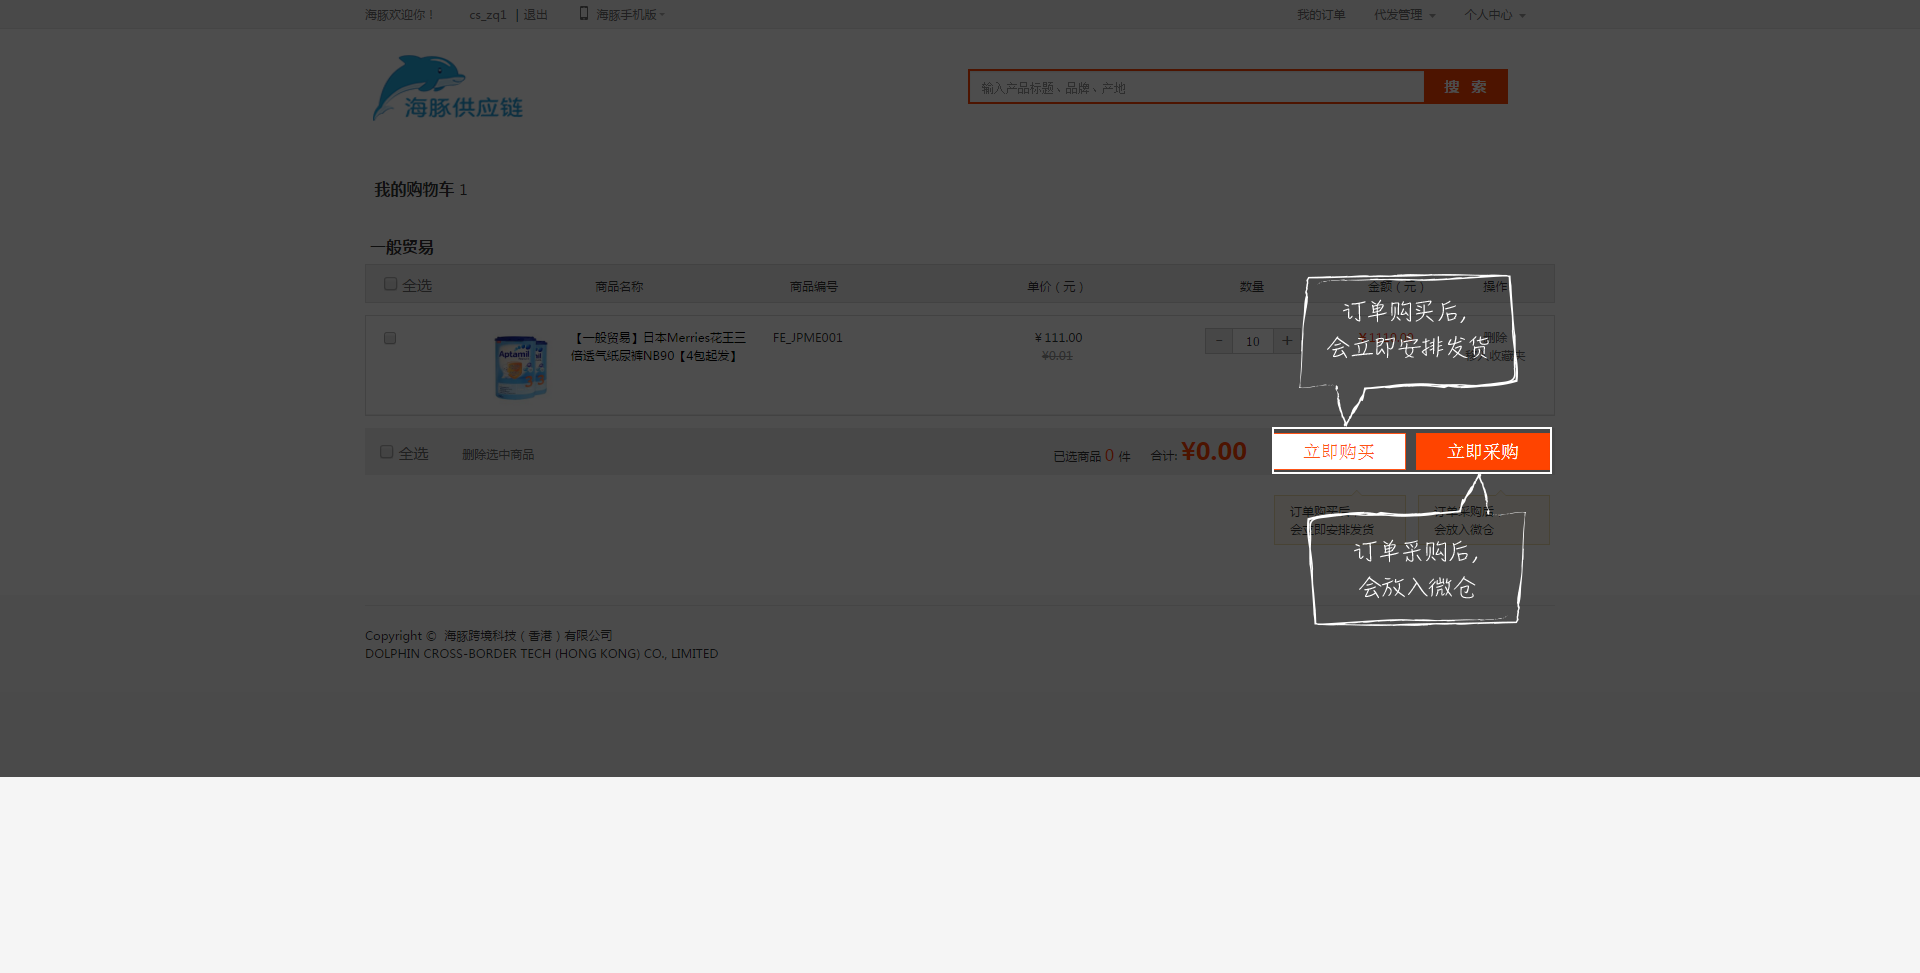 海豚欢迎你！ cs_zq1 | 退出 海豚手机版 我的订单 代发管理 个人中心
海豚供应链
输入产品标题、品牌、产地 搜 索
我的购物车 1
一般贸易
全选 商品名称 商品编号 单价（元） 数量 金额（元） 操作
【一般贸易】日本Merries花王三 FE_JPME001 ¥111.00 - 10 + ¥1110.00 删除
倍透气纸尿裤NB90【4包起发】 ¥0.01 收藏夹
Aptamil
订单购买后,
会立即安排发货
全选 删除选中商品 已选商品 0 件 合计: ¥0.00 立即购买 立即采购
订单购买后 订单采购后
会立即安排发货 会放入微仓
订单采购后,
会放入微仓
Copyright © 海豚跨境科技（香港）有限公司
DOLPHIN CROSS-BORDER TECH (HONG KONG) CO., LIMITED